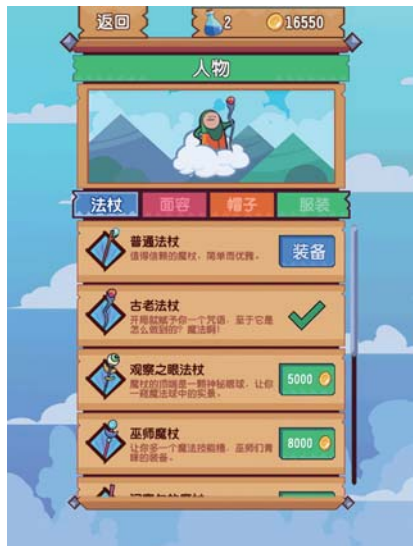 返回
2
16550
人物
法杖
面容
帽子
服装
普通法杖
值得信赖的魔杖，简单而优雅。
装备
古老法杖
开局就赋予你一个咒语，至于它是
怎么做到的？魔法啊！
观察之眼法杖
魔杖的顶端是一颗神秘眼球，让你
一窥魔法球中的实景。
5000
巫师魔杖
让你多一个魔法技能槽，巫师们青
睐的装备。
8000